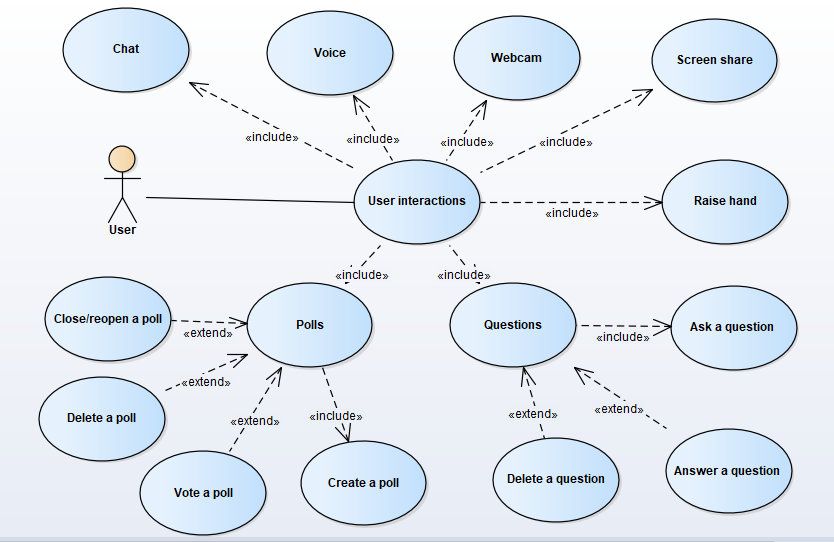 Chat
Voice
Webcam
Screen share
«include»
«include»
«include»
«include»
User
User interactions
Raise hand
«include»
«include»
«include»
Close/reopen a poll
Polls
Questions
Ask a question
«extend»
«include»
«extend»
Delete a poll
«extend»
«include»
«extend»
«extend»
Vote a poll
Create a poll
Delete a question
Answer a question